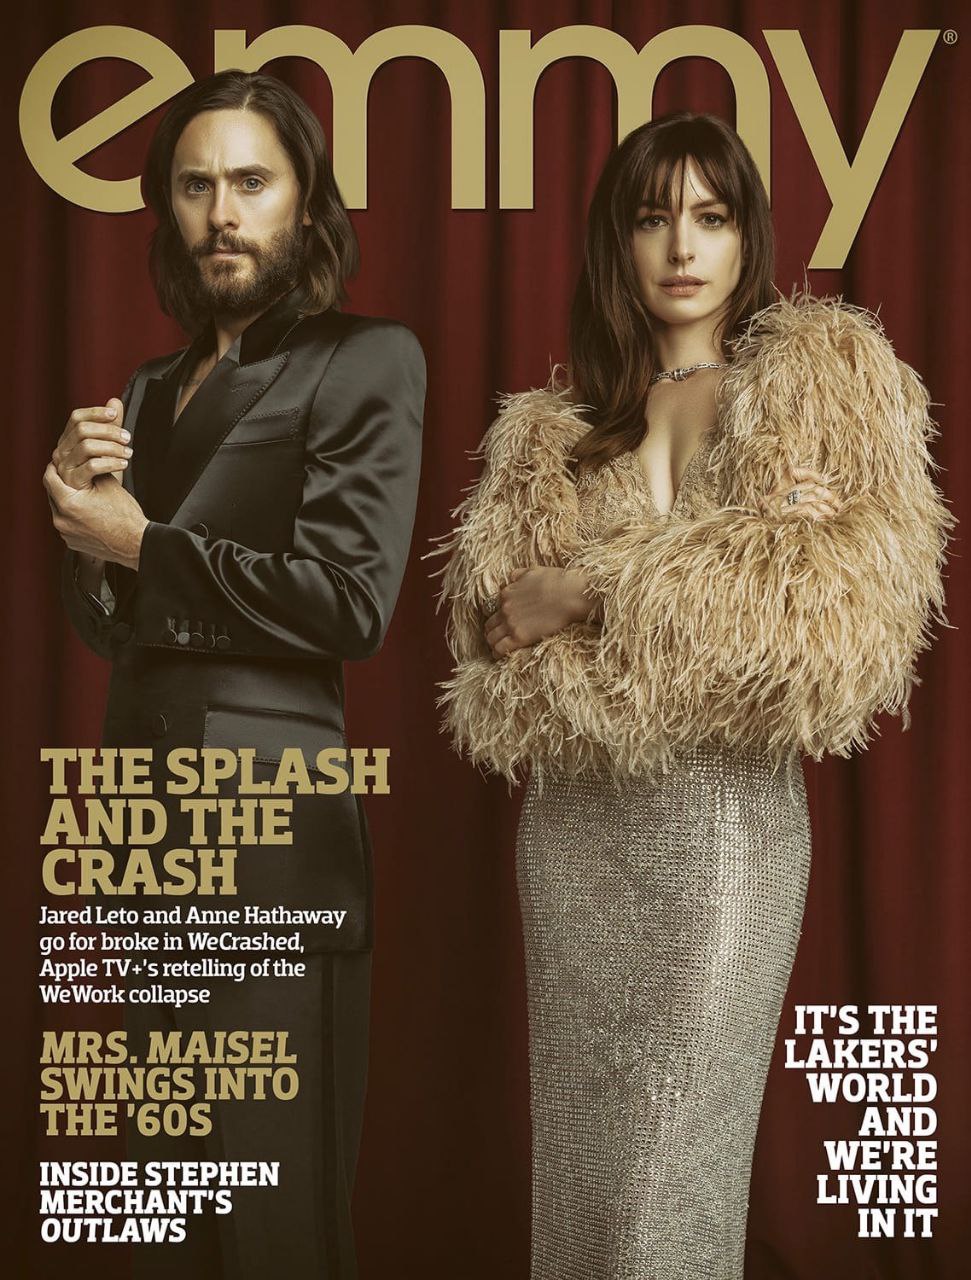 emmy®
THE SPLASH
AND THE
CRASH
Jared Leto and Anne Hathaway
go for broke in WeCrashed,
Apple TV+'s retelling of the
WeWork collapse
MRS. MAISEL
SWINGS INTO
THE '60S
INSIDE STEPHEN
MERCHANT'S
OUTLAWS
IT'S THE
LAKERS'
WORLD
AND
WE'RE
LIVING
IN IT